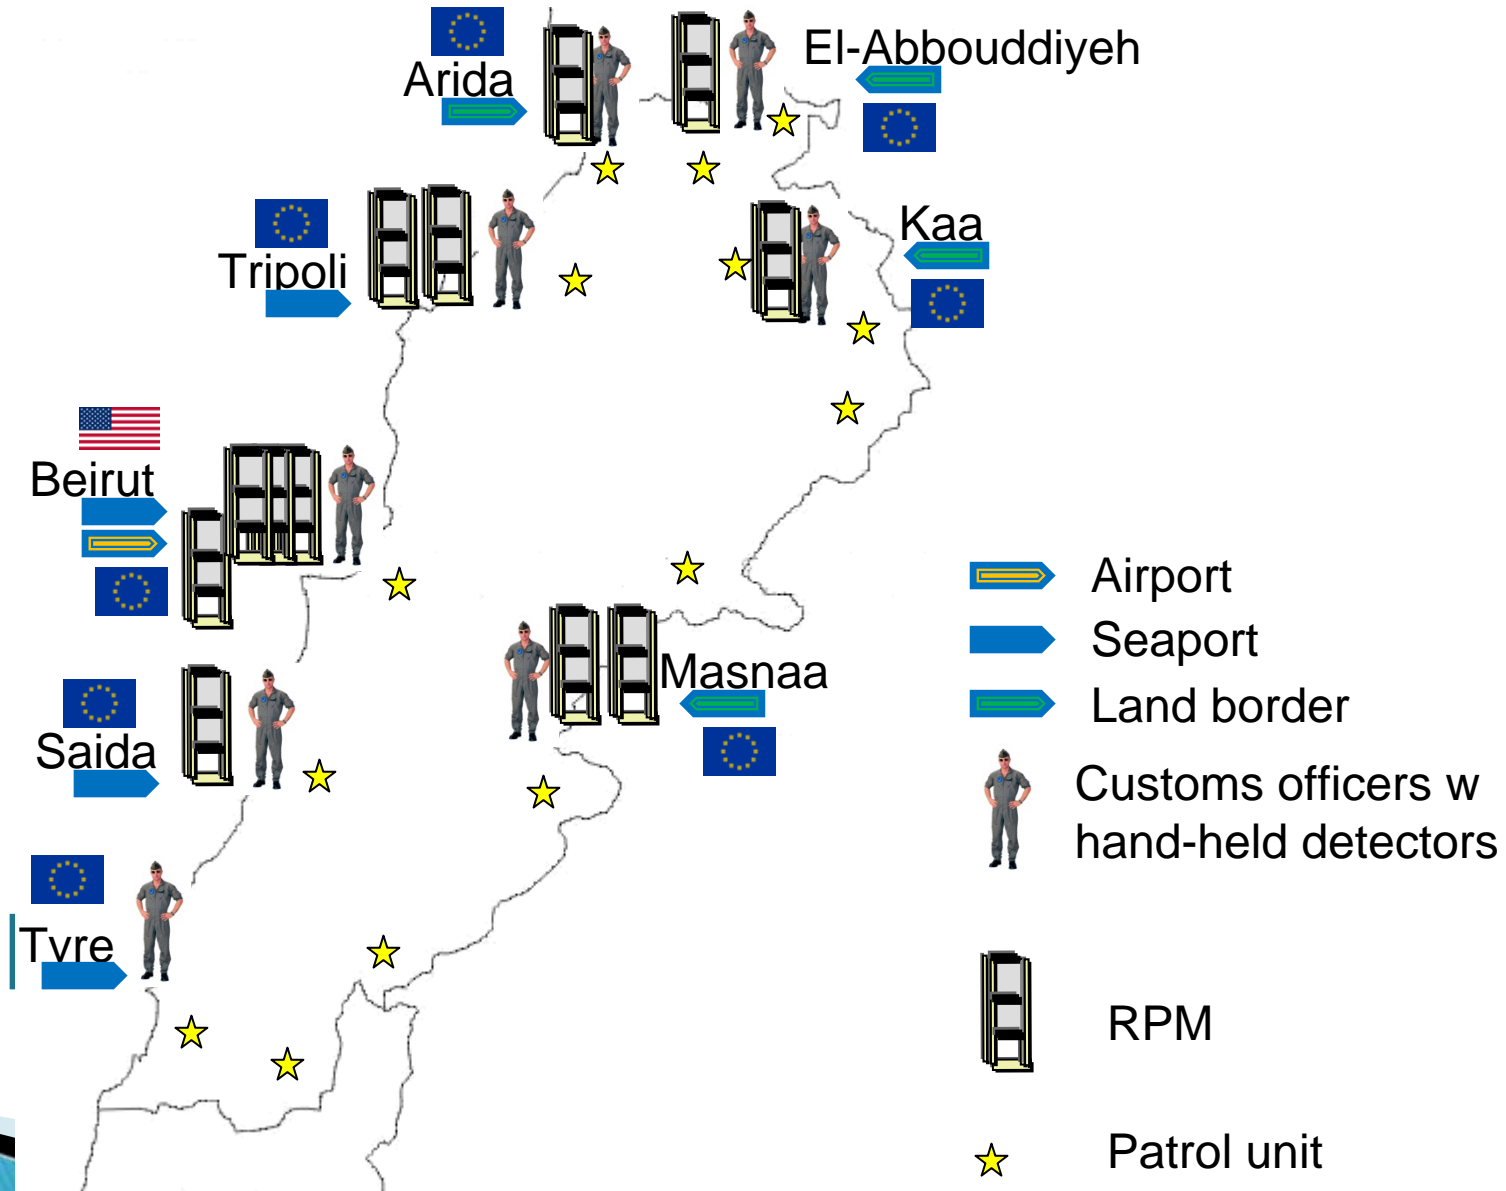 El-Abbouddiyeh
Arida
Kaa
Tripoli
Beirut
Masnaa
Saida
Tyre
Airport
Seaport
Land border
Customs officers w
hand-held detectors
RPM
Patrol unit